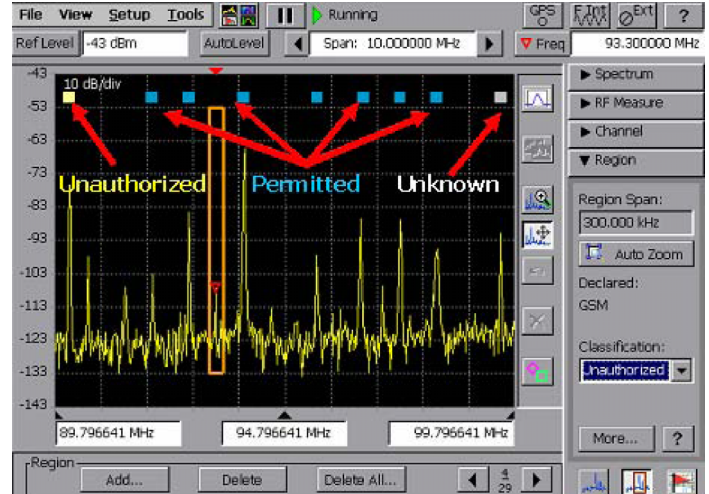 File View Setup Tools Running GPS F.Int Ext ?
Ref Level -43 dBm AutoLevel Span: 10.000000 MHz Freq 93.300000 MHz
-43
10 dB/div
-53
-63
-73
-83
-93
-103
-113
-123
-133
-143
Unauthorized Permitted Unknown
89.796641 MHz 94.796641 MHz 99.796641 MHz
Region
Add... Delete Delete All... 4
29
Spectrum
RF Measure
Channel
Region
Region Span:
300.000 kHz
Auto Zoom
Declared:
GSM
Classification:
Unauthorized
More... ?